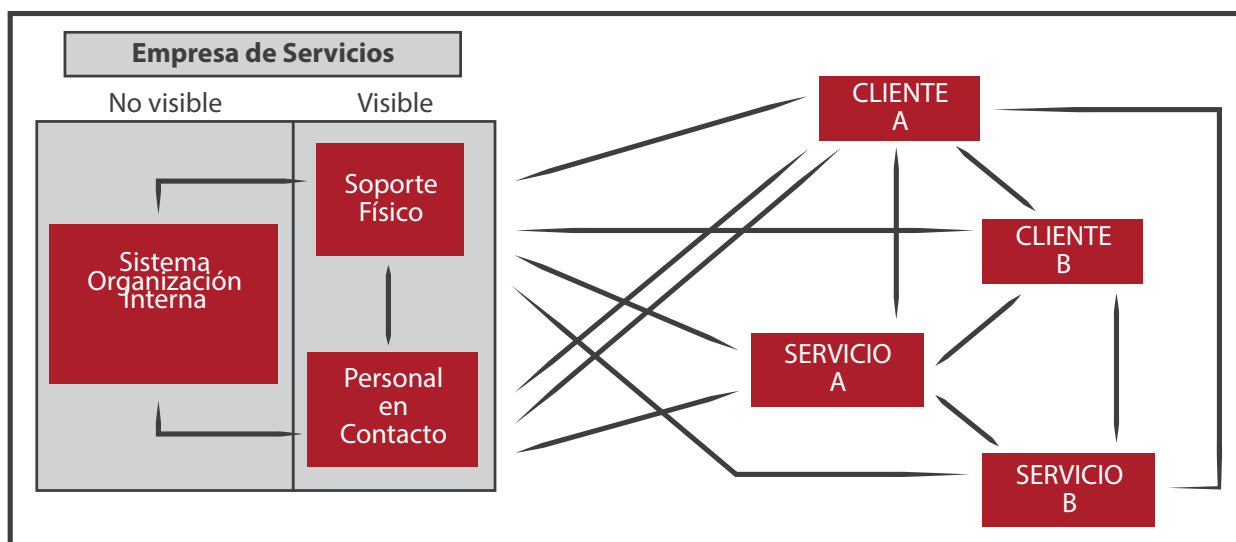 Empresa de Servicios
No visible
Visible
Sistema
Organización
Interna
Soporte
Físico
Personal
en
Contacto
CLIENTE
A
CLIENTE
B
SERVICIO
A
SERVICIO
B